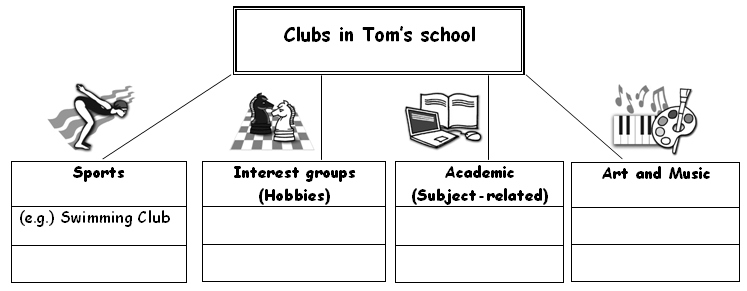 Clubs in Tom's school
Sports
Interest groups
(Hobbies)
Academic
(Subject-related)
Art and Music
(e.g.) Swimming Club